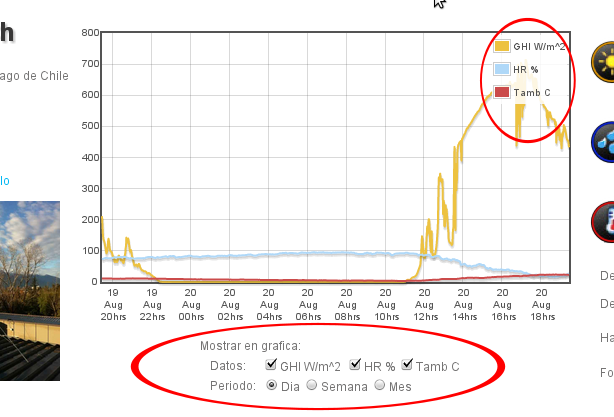 h
ago de Chile
lo
800
700
600
500
400
300
200
100
0
GHI W/m^2
HR %
Tamb C
19 Aug 20hrs
19 Aug 22hrs
20 Aug 00hrs
20 Aug 02hrs
20 Aug 04hrs
20 Aug 06hrs
20 Aug 08hrs
20 Aug 10hrs
20 Aug 12hrs
20 Aug 14hrs
20 Aug 16hrs
20 Aug 18hrs
Mostrar en grafica:
Datos: GHI W/m^2 HR % Tamb C
Periodo: Dia Semana Mes
De
De
Ha
Fo